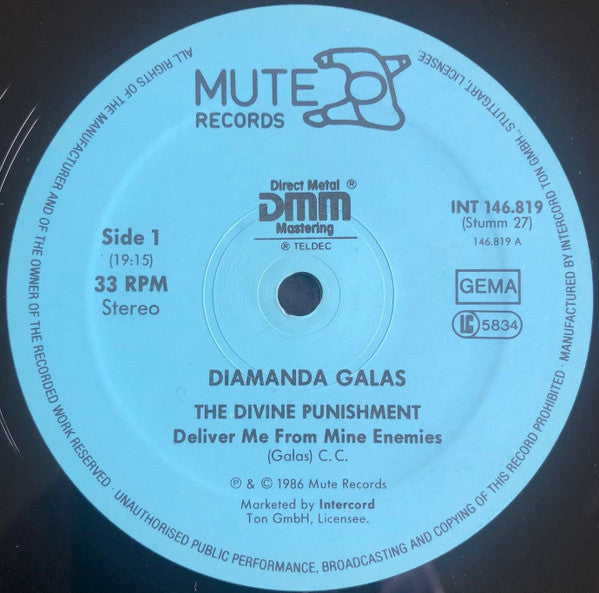 MUTE
RECORDS
Direct Metal ®
DMM
Mastering
® TELDEC
Side 1
(19:15)
33 RPM
Stereo
INT 146.819
(Stumm 27)
146.819 A
GEMA
LC 5834
DIAMANDA GALAS
THE DIVINE PUNISHMENT
Deliver Me From Mine Enemies
(Galas) C. C.
℗ & © 1986 Mute Records
Marketed by Intercord
Ton GmbH, Licensee.
ALL RIGHTS OF THE MANUFACTURER AND OF THE OWNER OF THE RECORDED WORK RESERVED · UNAUTHORISED PUBLIC PERFORMANCE, BROADCASTING AND COPYING OF THIS RECORD PROHIBITED · MANUFACTURED BY INTERCORD TON GMBH., STUTTGART, LICENSEE.